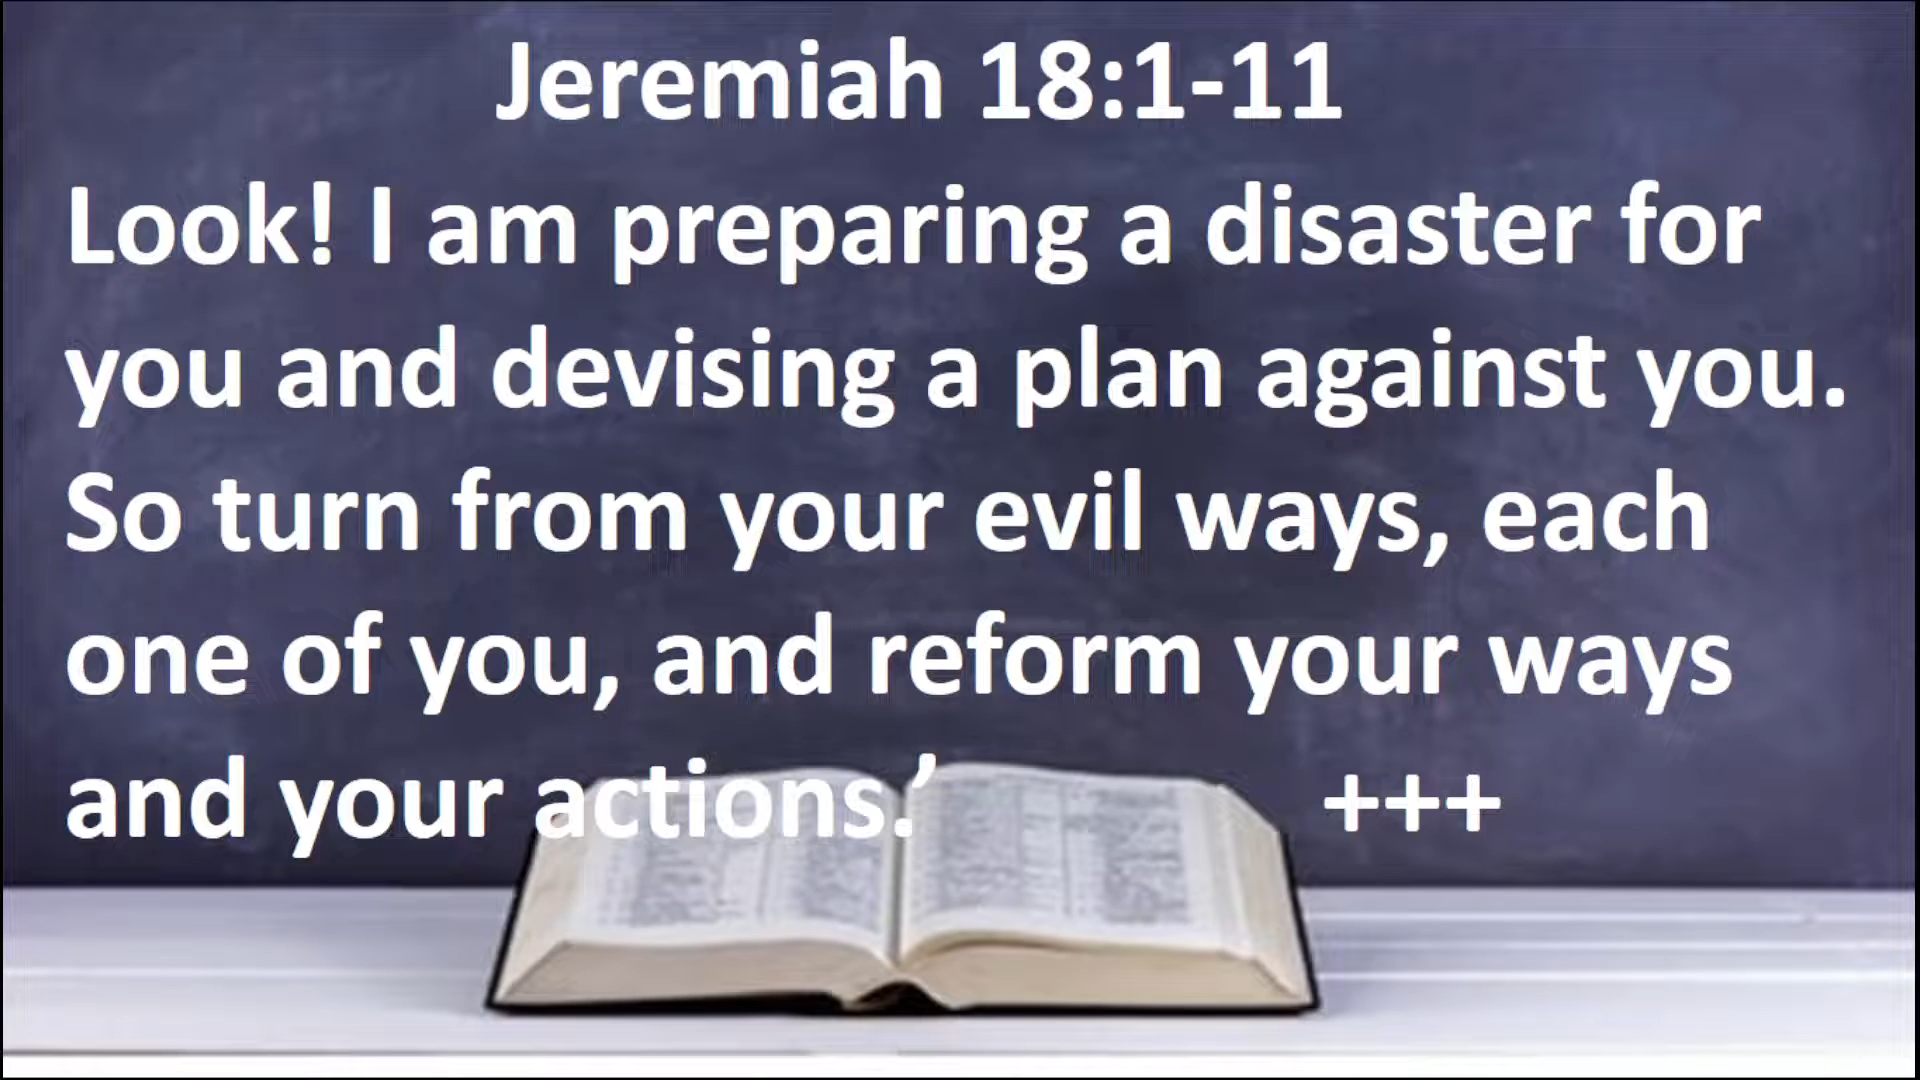 Jeremiah 18:1-11
Look! I am preparing a disaster for
you and devising a plan against you.
So turn from your evil ways, each
one of you, and reform your ways
and your actions.’ +++